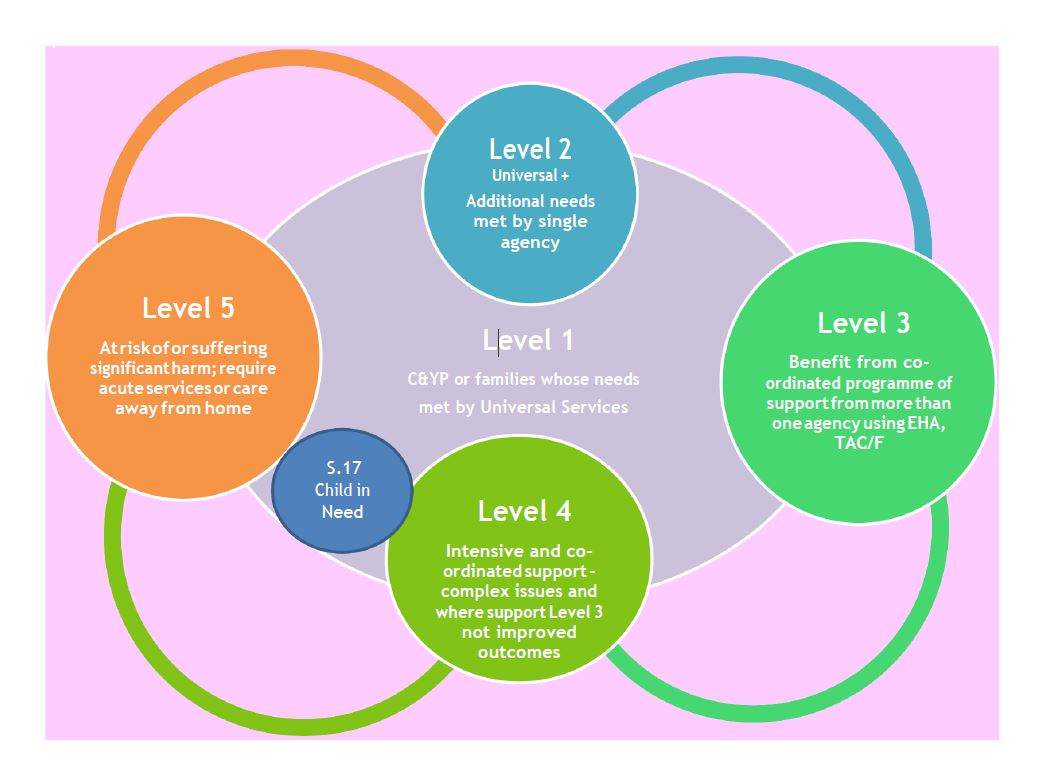 Level 2
Universal +
Additional needs
met by single
agency
Level 5
At risk of or suffering
significant harm; require
acute services or care
away from home
Level 1
C&YP or families whose needs
met by Universal Services
Level 3
Benefit from co-
ordinated programme of
support from more than
one agency using EHA,
TAC/F
S.17
Child in
Need
Level 4
Intensive and co-
ordinated support –
complex issues and
where support Level 3
not improved
outcomes